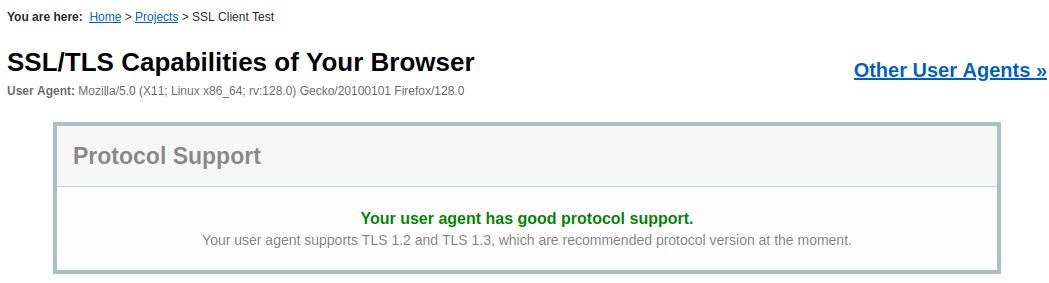 You are here: Home > Projects > SSL Client Test
SSL/TLS Capabilities of Your Browser
Other User Agents »
User Agent: Mozilla/5.0 (X11; Linux x86_64; rv:128.0) Gecko/20100101 Firefox/128.0
Protocol Support
Your user agent has good protocol support.
Your user agent supports TLS 1.2 and TLS 1.3, which are recommended protocol version at the moment.